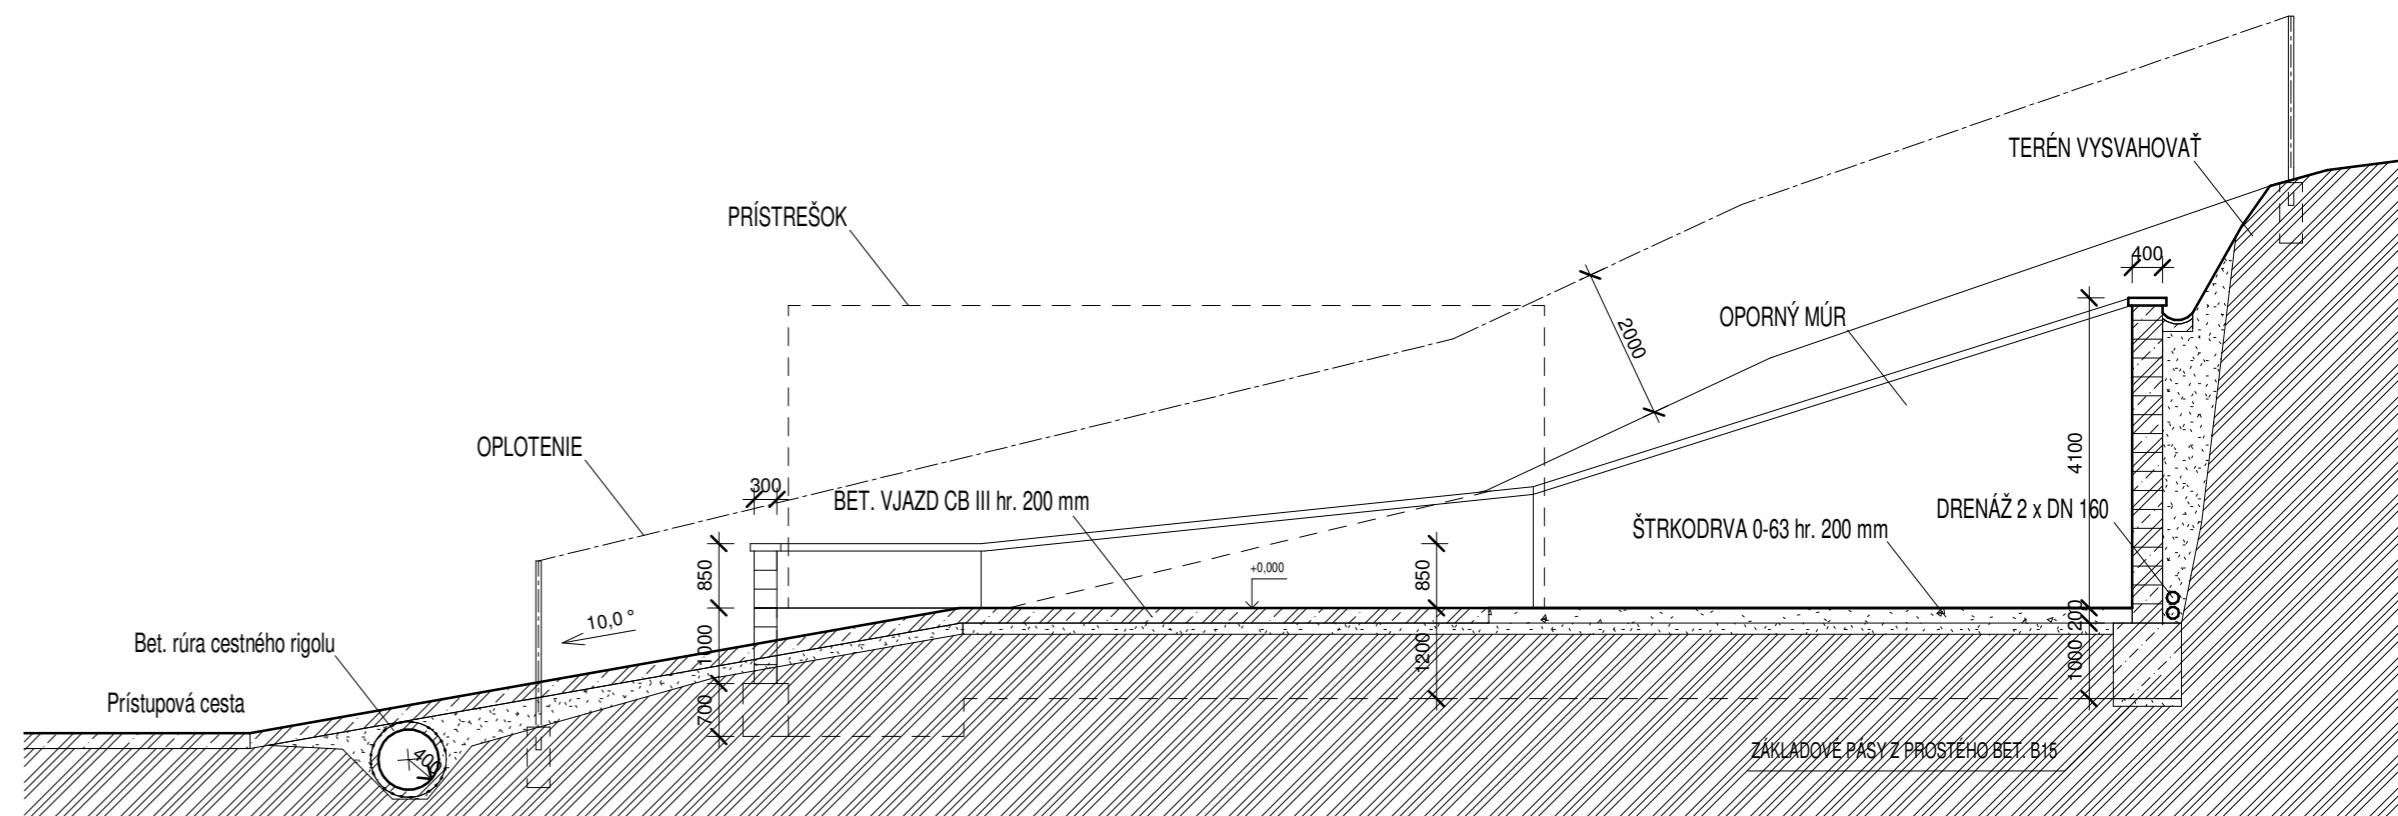 TERÉN VYSVAHOVAŤ
PRÍSTREŠOK
400
OPORNÝ MÚR
2000
OPLOTENIE
4100
300
BET. VJAZD CB III hr. 200 mm
DRENÁŽ 2 x DN 160
ŠTRKODRVA 0-63 hr. 200 mm
850
850
+0,000
10,0 °
200
Bet. rúra cestného rigolu
1000
1200
1000
Prístupová cesta
700
400
ZÁKLADOVÉ PÁSY Z PROSTÉHO BET. B15